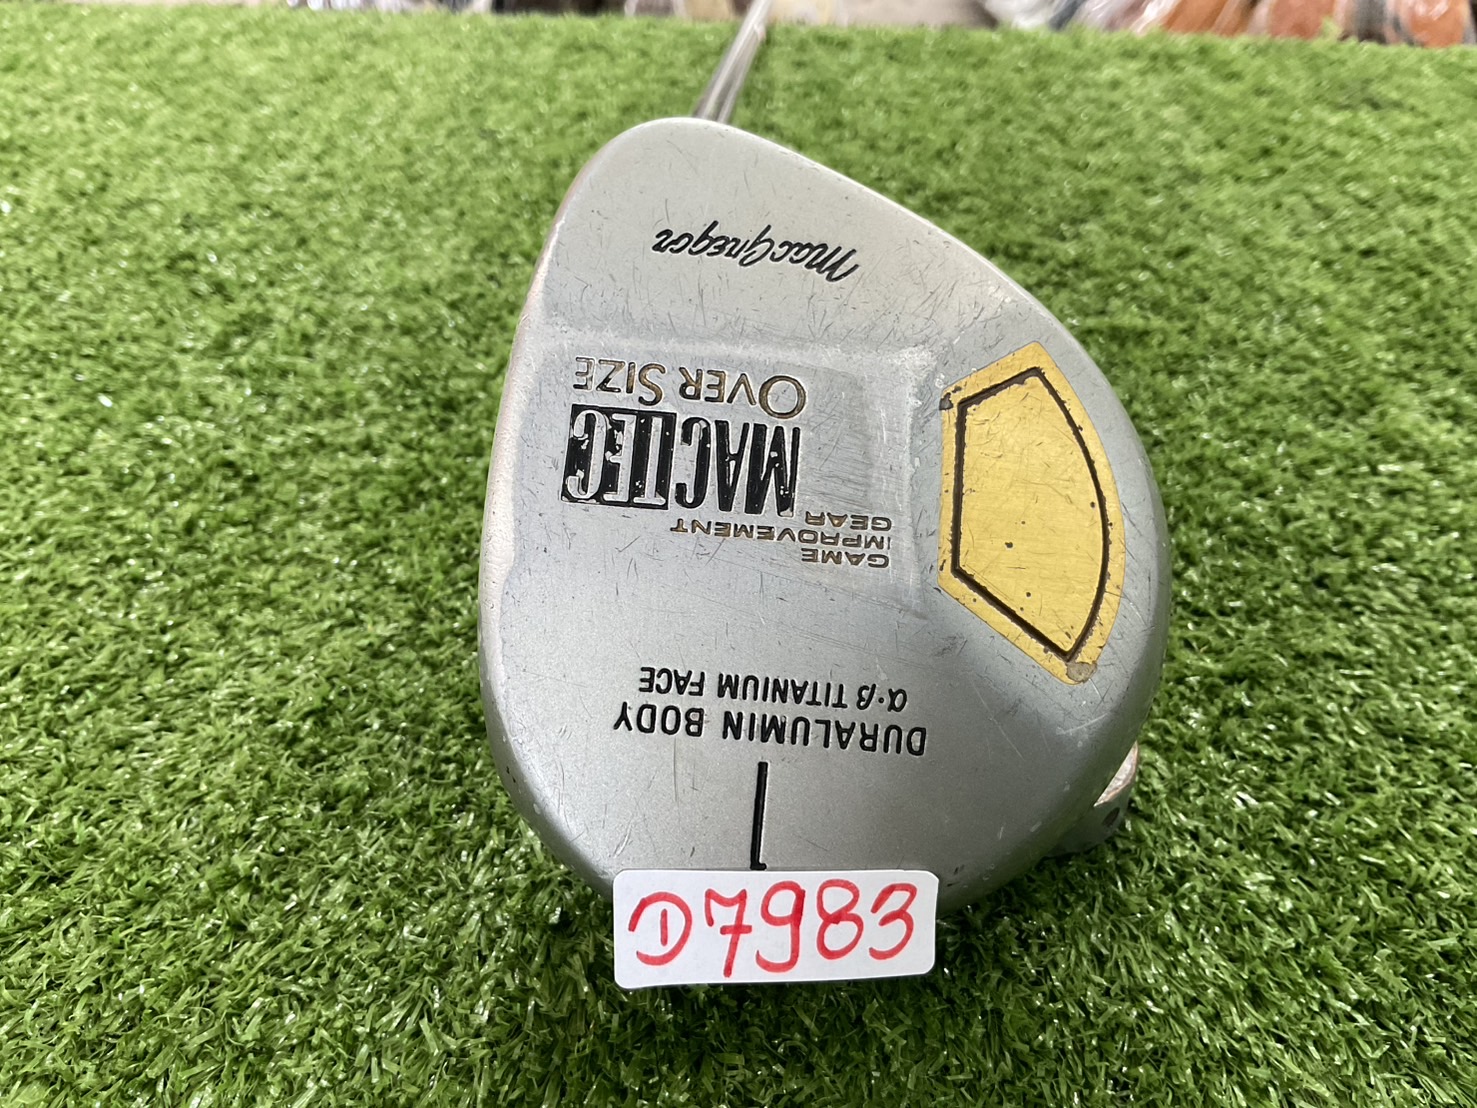 D7983
1
DURALUMIN BODY
α·β TITANIUM FACE
GAME
IMPROVEMENT
GEAR
MACTEC
OVER SIZE
MacGregor